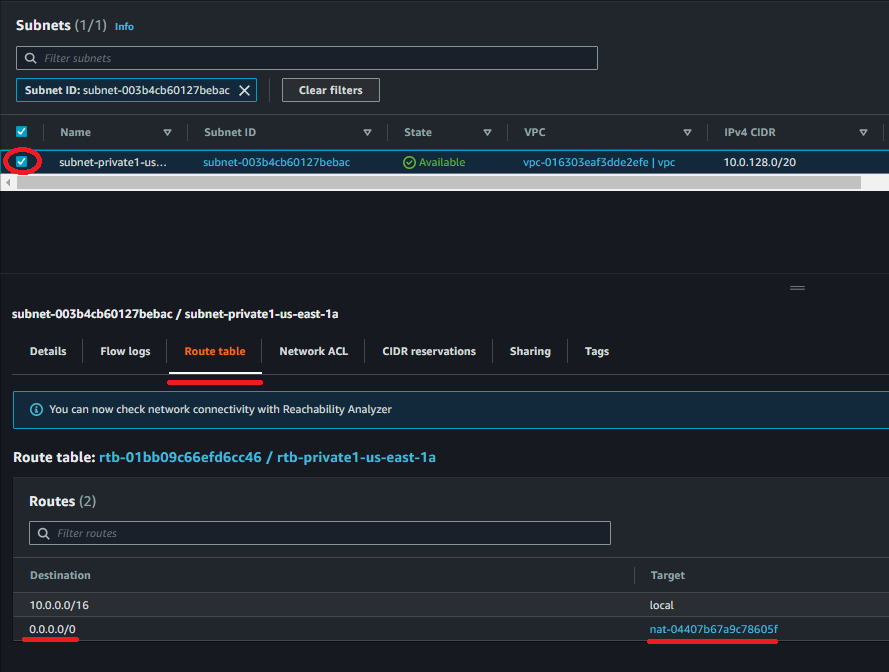 Subnets (1/1) Info
Filter subnets
Subnet ID: subnet-003b4cb60127bebac
Clear filters
Name Subnet ID State VPC IPv4 CIDR
subnet-private1-us... subnet-003b4cb60127bebac Available vpc-016303eaf3dde2efe | vpc 10.0.128.0/20
subnet-003b4cb60127bebac / subnet-private1-us-east-1a
Details Flow logs Route table Network ACL CIDR reservations Sharing Tags
You can now check network connectivity with Reachability Analyzer
Route table: rtb-01bb09c66efd6cc46 / rtb-private1-us-east-1a
Routes (2)
Filter routes
Destination Target
10.0.0.0/16 local
0.0.0.0/0 nat-04407b67a9c78605f